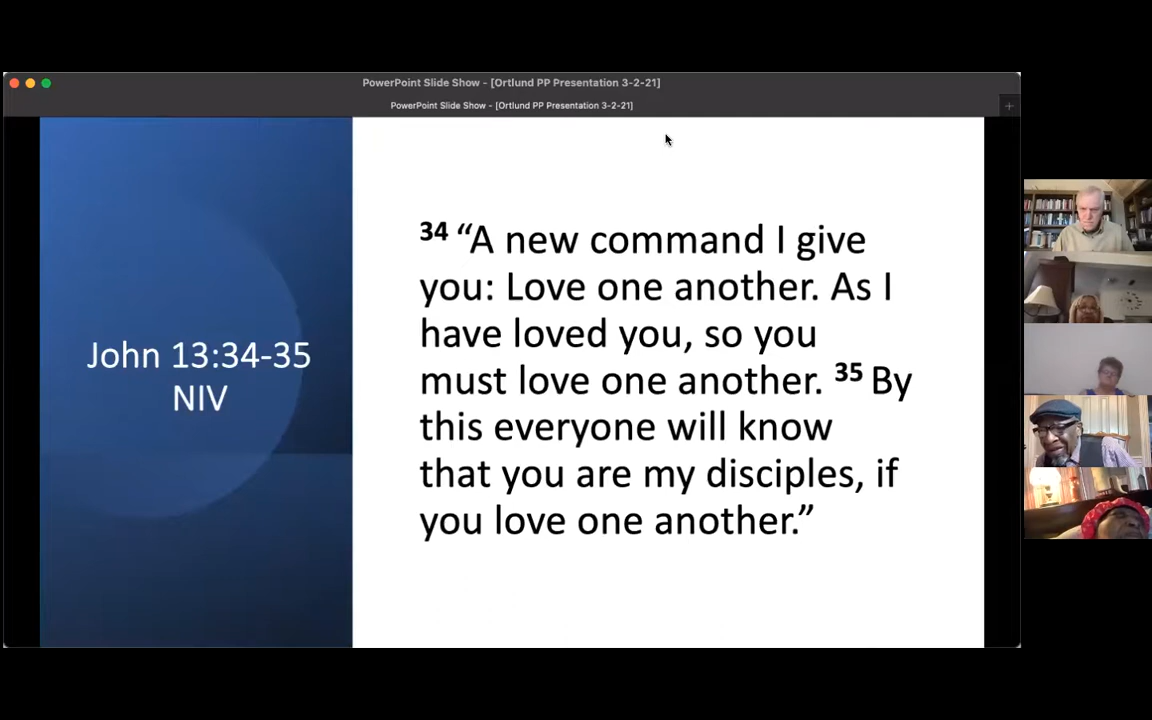 PowerPoint Slide Show - [Ortlund PP Presentation 3-2-21]
PowerPoint Slide Show - [Ortlund PP Presentation 3-2-21]
John 13:34-35
NIV
34 “A new command I give
you: Love one another. As I
have loved you, so you
must love one another. 35 By
this everyone will know
that you are my disciples, if
you love one another.”